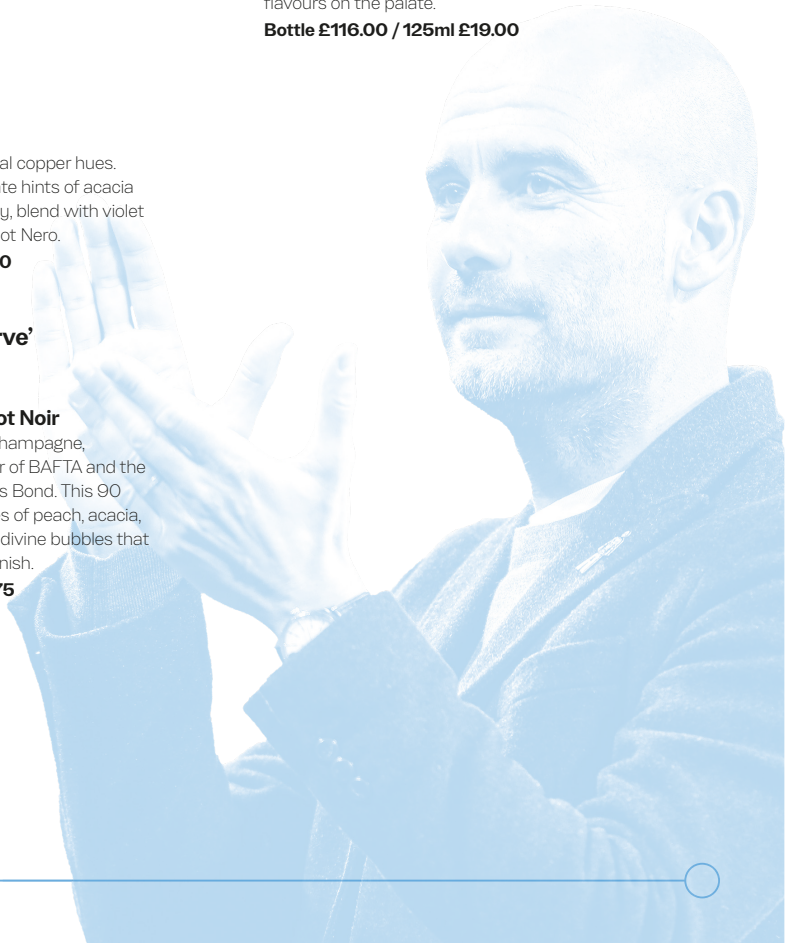 flavours on the palate.
Bottle £116.00 / 125ml £19.00
al copper hues.
te hints of acacia
y, blend with violet
ot Nero.
0
rve’
ot Noir
hampagne,
r of BAFTA and the
s Bond. This 90
s of peach, acacia,
divine bubbles that
nish.
75